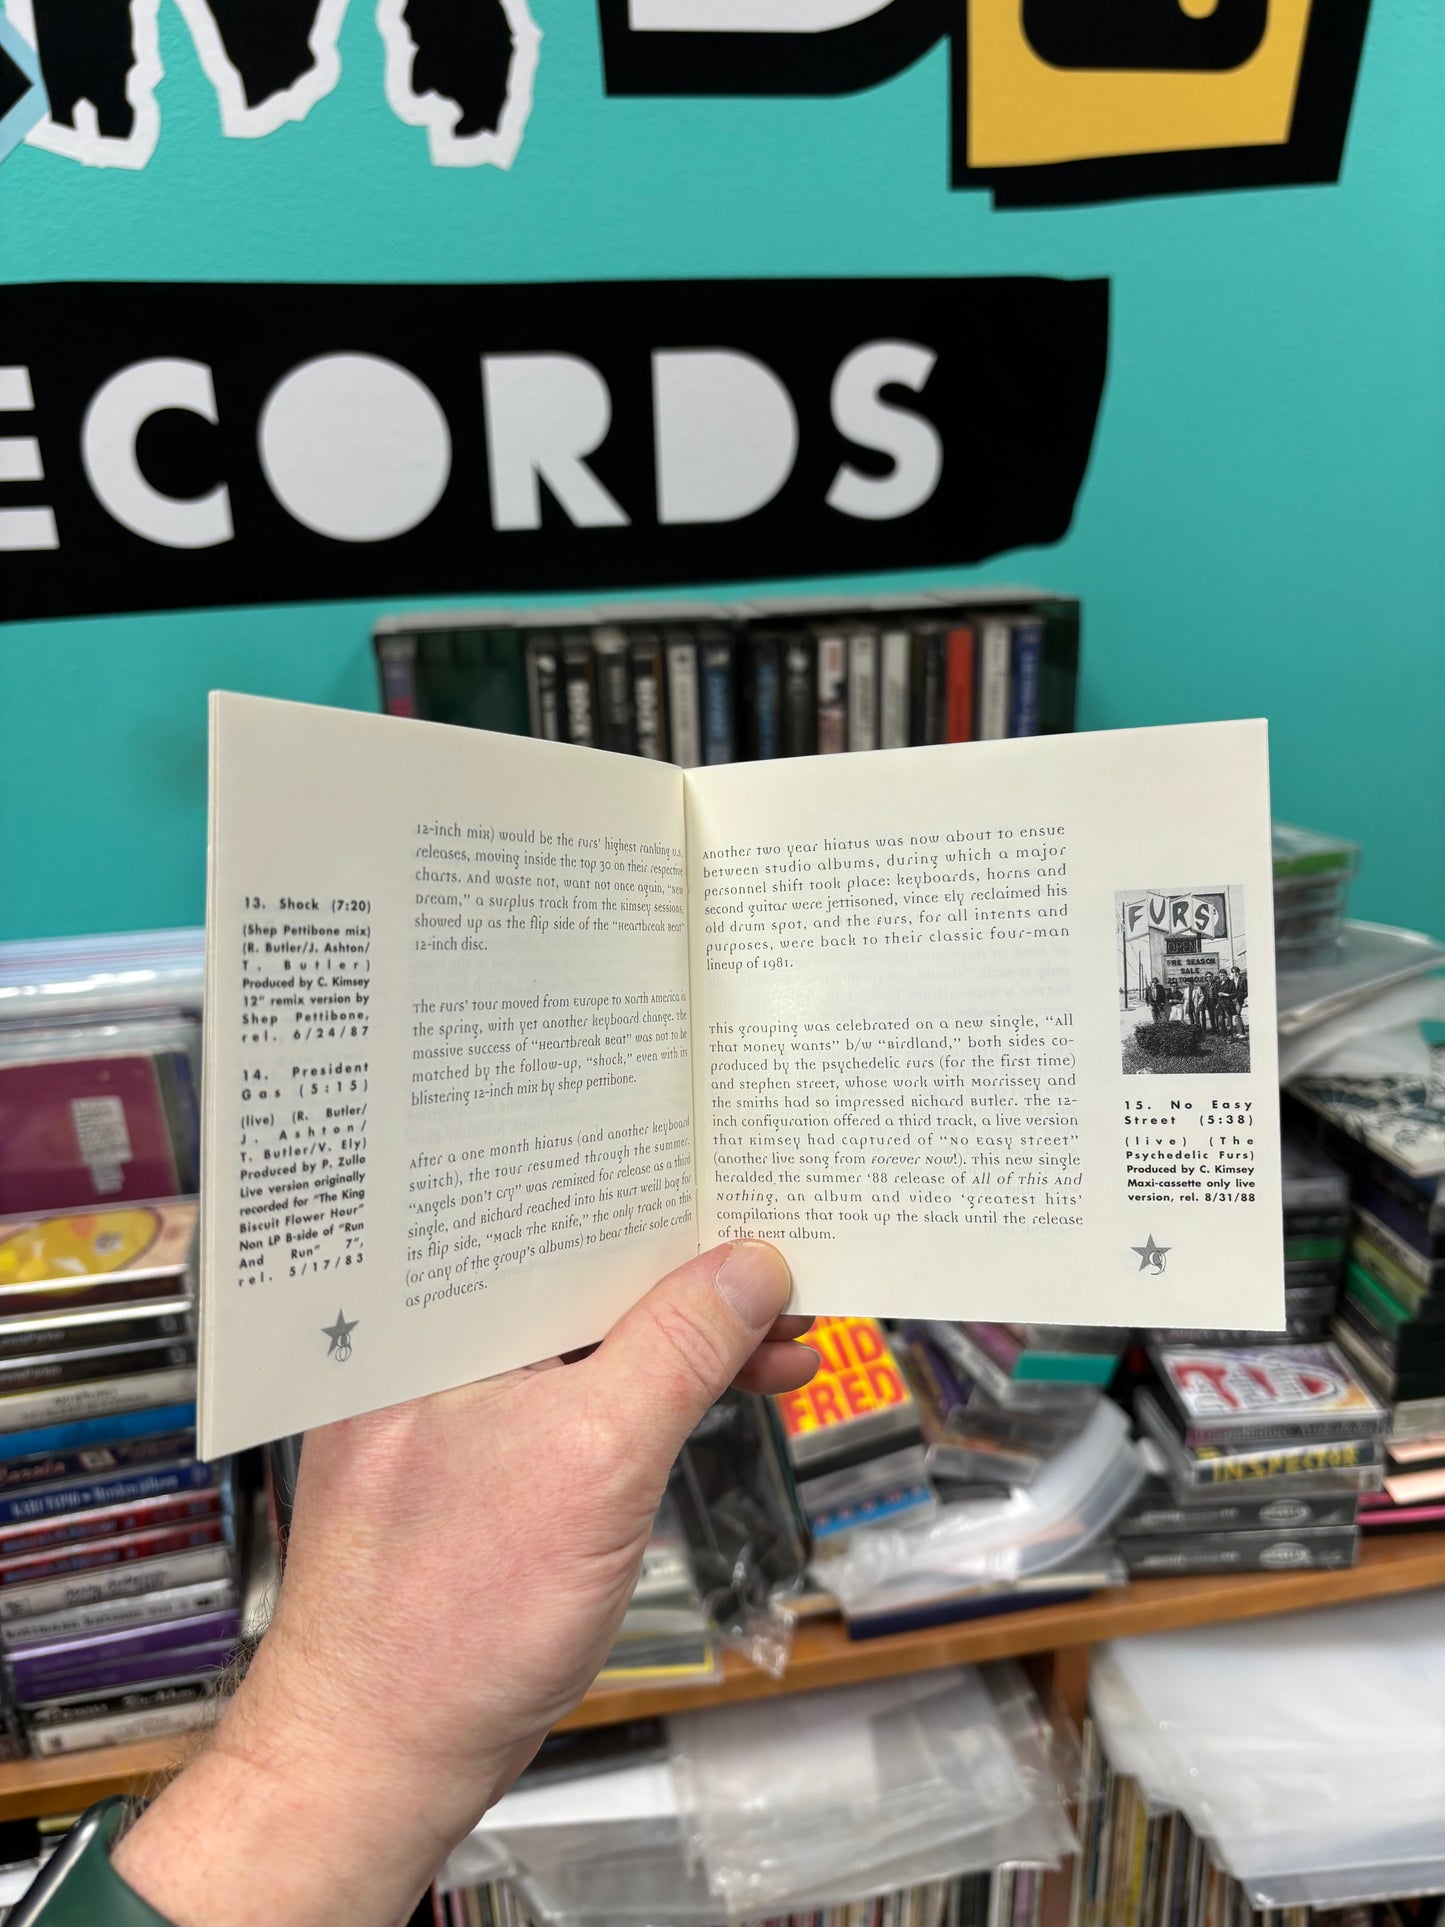 ECORDS
13. Shock (7:20)
(Shep Pettibone mix)
(R. Butler/J. Ashton/
T. Butler)
Produced by C. Kimsey
12" remix version by
Shep Pettibone,
rel. 6/24/87
14. President
Gas (5:15)
(live) (R. Butler/
J. Ashton/
T. Butler/V. Ely)
Produced by P. Zullo
Live version originally
recorded for "The King
Biscuit Flower Hour"
Non LP B-side of "Run
And Run" 7",
rel. 5/17/83
8
12-inch mix) would be the Furs' highest ranking U.S.
releases, moving inside the top 30 on their respective
charts. And waste not, want not once again, "New
Dream," a surplus track from the Kimsey sessions,
showed up as the flip side of the "Heartbreak Beat"
12-inch disc.
The Furs' tour moved from Europe to North America in
the spring, with yet another keyboard change. The
massive success of "Heartbreak Beat" was not to be
matched by the follow-up, "Shock," even with its
blistering 12-inch mix by Shep Pettibone.
After a one month hiatus (and another keyboard
switch), the tour resumed through the summer.
"Angels Don't Cry" was remixed for release as a third
single, and Richard reached into his Kurt Weill bag for
its flip side, "Mack The Knife," the only track on this
(or any of the group's albums) to bear their sole credit
as producers.
Another two year hiatus was now about to ensue
between studio albums, during which a major
personnel shift took place: keyboards, horns and
second guitar were jettisoned, Vince Ely reclaimed his
old drum spot, and the Furs, for all intents and
purposes, were back to their classic four-man
lineup of 1981.
This grouping was celebrated on a new single, "All
That Money Wants" b/w "Birdland," both sides co-
produced by the Psychedelic Furs (for the first time)
and Stephen Street, whose work with Morrissey and
the Smiths had so impressed Richard Butler. The 12-
inch configuration offered a third track, a live version
that Kimsey had captured of "No Easy Street"
(another live song from Forever Now!). This new single
heralded the summer '88 release of All of This And
Nothing, an album and video 'greatest hits'
compilations that took up the slack until the release
of the next album.
FURS
OPEN
PRE SEASON
SALE
15. No Easy
Street (5:38)
(live) (The
Psychedelic Furs)
Produced by C. Kimsey
Maxi-cassette only live
version, rel. 8/31/88
9
AID
FRED
INSPECTOR